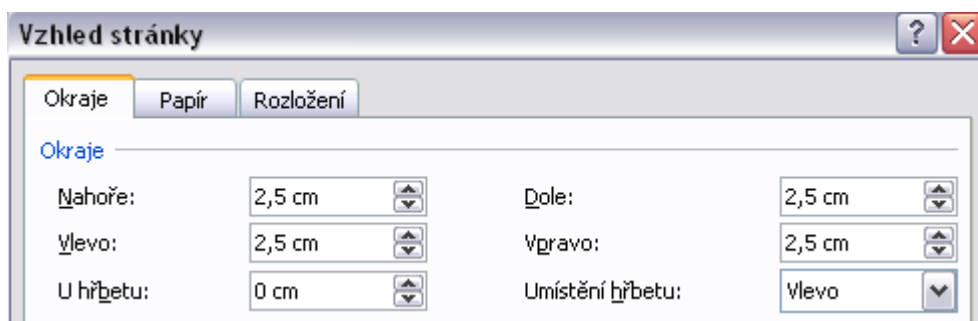 Vzhled stránky
Okraje Papír Rozložení
Okraje
Nahoře: 2,5 cm Dole: 2,5 cm
Vlevo: 2,5 cm Vpravo: 2,5 cm
U hřbetu: 0 cm Umístění hřbetu: Vlevo